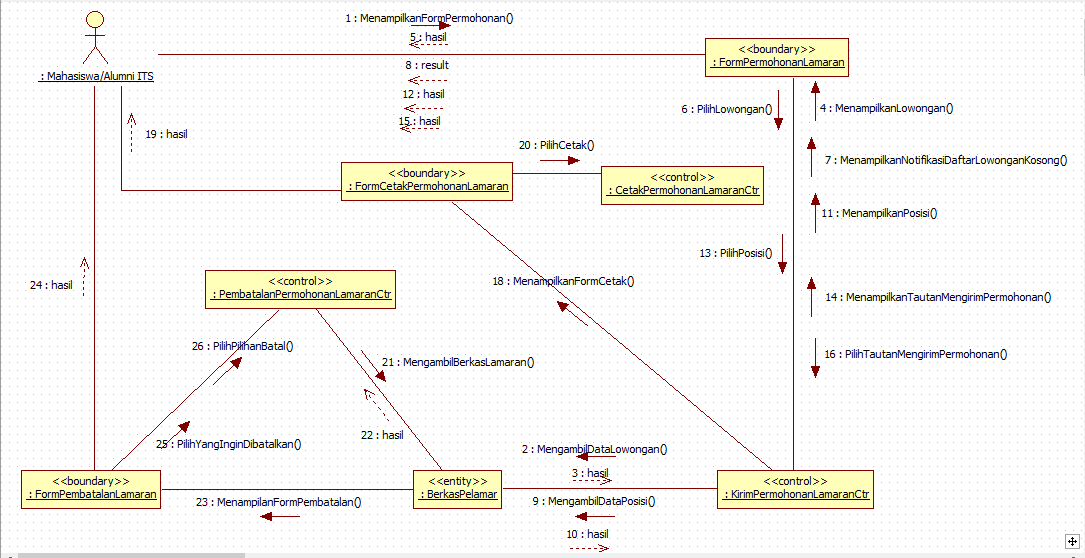 1 : MenampilkanFormPermohonan()
5 : hasil
8 : result
12 : hasil
15 : hasil
: Mahasiswa/Alumni ITS
<<boundary>>
: FormPermohonanLamaran
6 : PilihLowongan()
4 : MenampilkanLowongan()
19 : hasil
20 : PilihCetak()
7 : MenampilkanNotifikasiDaftarLowonganKosong()
<<boundary>>
: FormCetakPermohonanLamaran
<<control>>
: CetakPermohonanLamaranCtr
11 : MenampilkanPosisi()
13 : PilihPosisi()
24 : hasil
<<control>>
: PembatalanPermohonanLamaranCtr
18 : MenampilkanFormCetak()
14 : MenampilkanTautanMengirimPermohonan()
26 : PilihPilihanBatal()
21 : MengambilBerkasLamaran()
16 : PilihTautanMengirimPermohonan()
25 : PilihYangInginDibatalkan()
22 : hasil
2 : MengambilDataLowongan()
3 : hasil
<<boundary>>
: FormPembatalanLamaran
<<entity>>
: BerkasPelamar
<<control>>
: KirimPermohonanLamaranCtr
23 : MenampilanFormPembatalan()
9 : MengambilDataPosisi()
10 : hasil